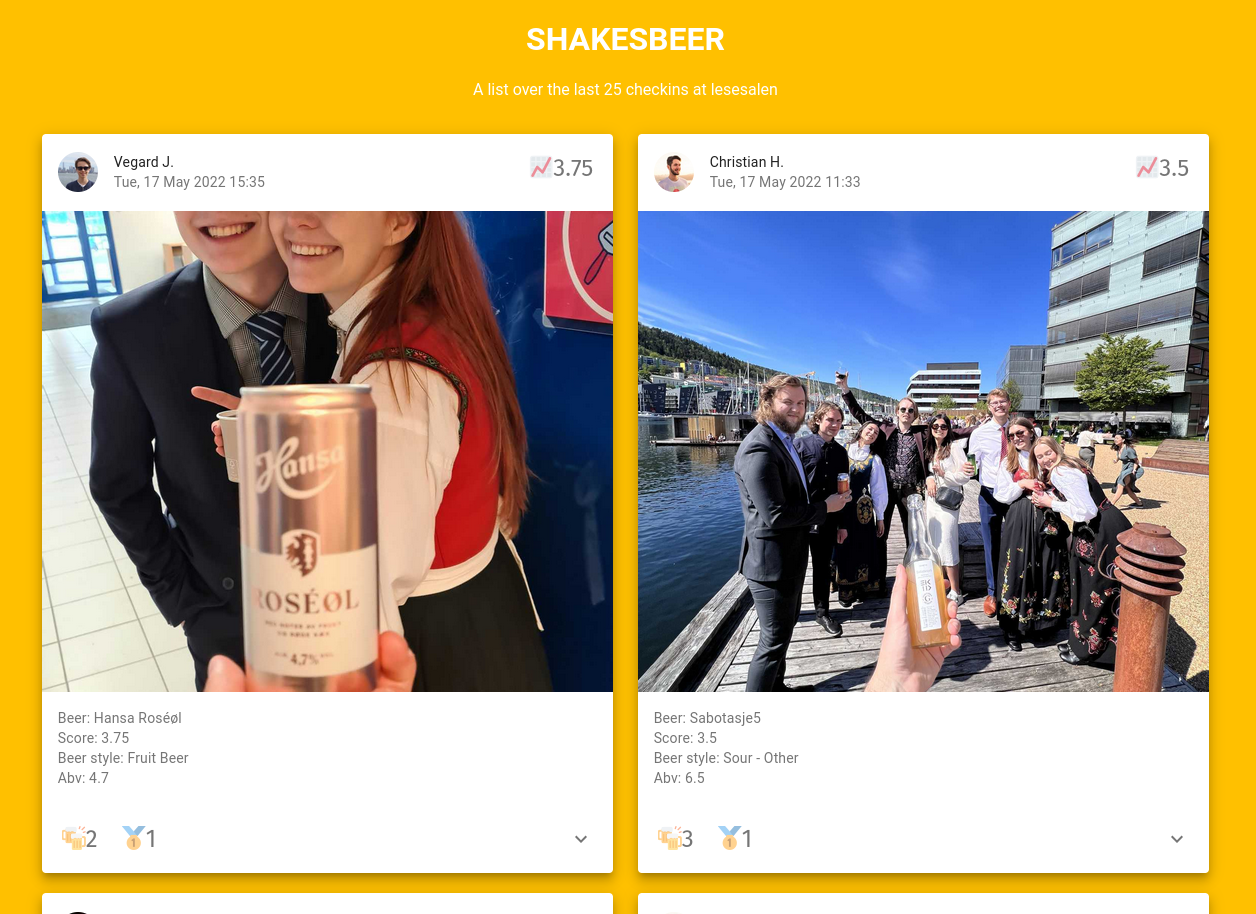 SHAKESBEER
A list over the last 25 checkins at lesesalen
Vegard J.
Tue, 17 May 2022 15:35
3.75
Hansa
ROSÉØL
4,7%
Beer: Hansa Roséøl
Score: 3.75
Beer style: Fruit Beer
Abv: 4.7
2
1
Christian H.
Tue, 17 May 2022 11:33
3.5
Beer: Sabotasje5
Score: 3.5
Beer style: Sour - Other
Abv: 6.5
3
1